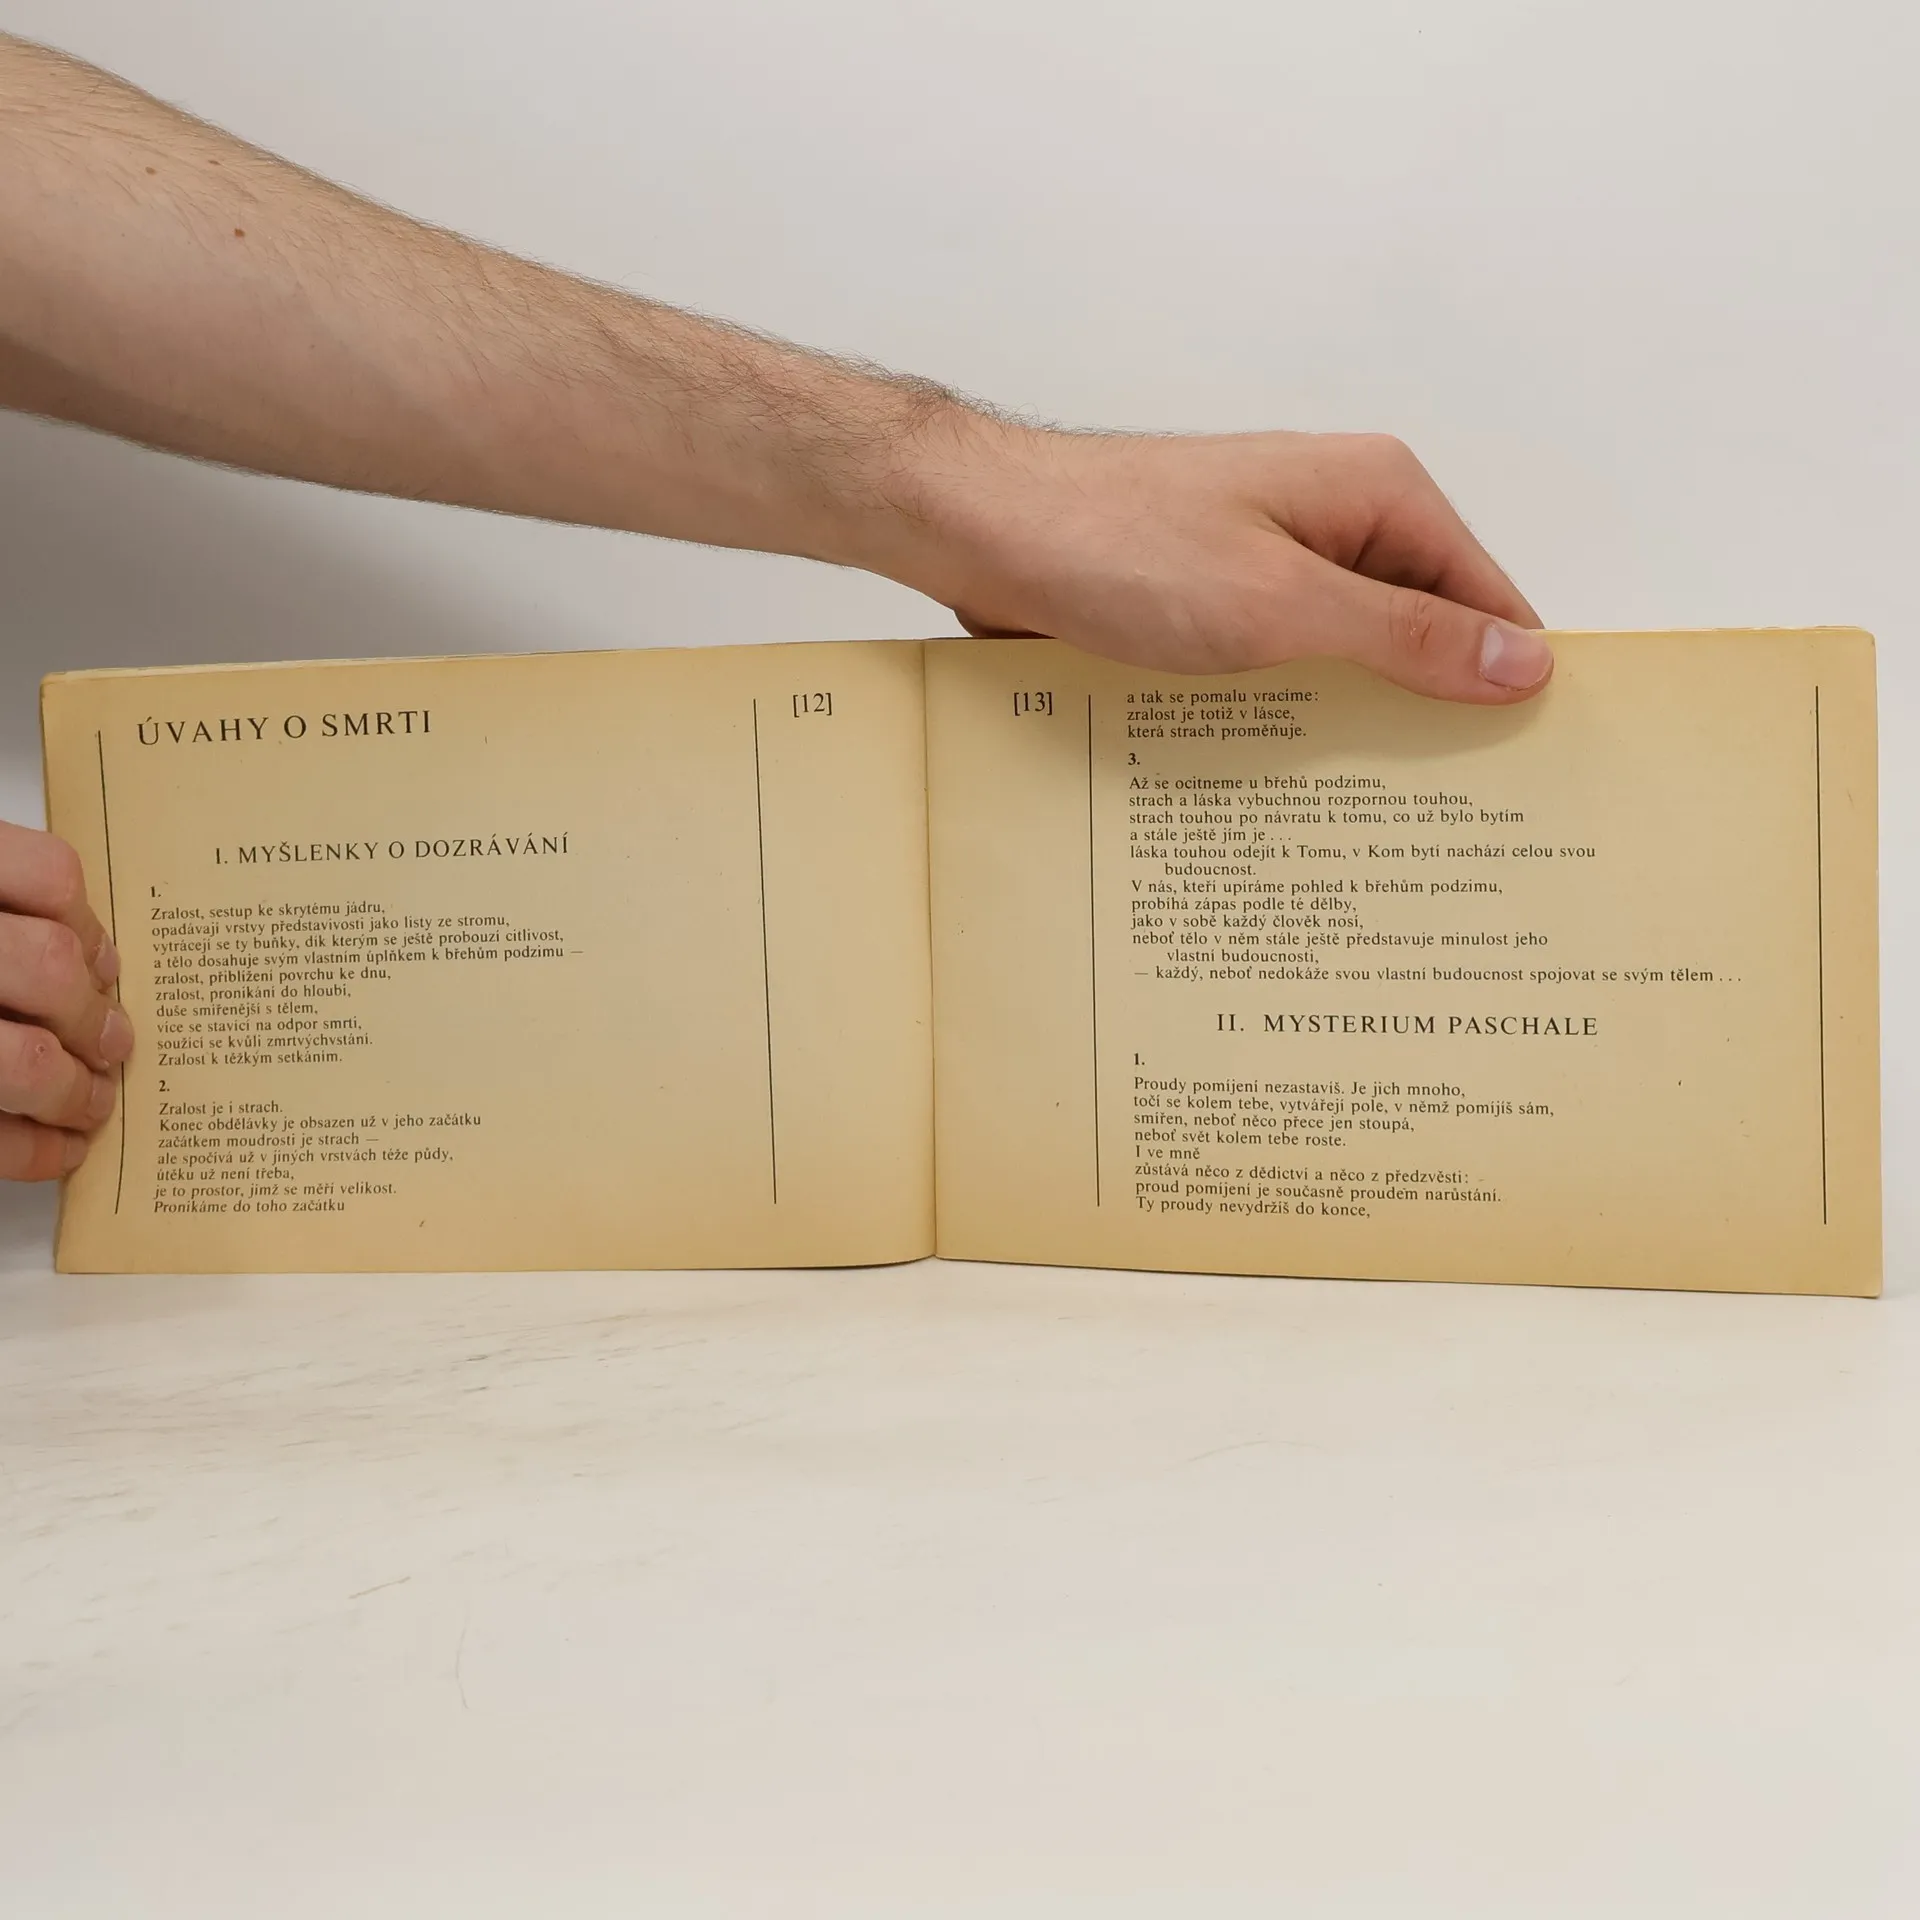 ÚVAHY O SMRTI
[12]
I. MYŠLENKY O DOZRÁVÁNÍ
1.
Zralost, sestup ke skrytému jádru,
opadávají vrstvy představivosti jako listy ze stromu,
vytrácejí se ty buňky, dík kterým se ještě probouzí citlivost,
a tělo dosahuje svým vlastním úplňkem k břehům podzimu —
zralost, přiblížení povrchu ke dnu,
zralost, pronikání do hloubi,
duše smířenější s tělem,
více se stavící na odpor smrti,
soužící se kvůli zmrtvýchvstání.
Zralost k těžkým setkáním.
2.
Zralost je i strach.
Konec obdělávky je obsazen už v jeho začátku
začátkem moudrosti je strach —
ale spočívá už v jiných vrstvách téže půdy,
útěku už není třeba,
je to prostor, jímž se měří velikost.
Pronikáme do toho začátku
[13]
a tak se pomalu vracíme:
zralost je totiž v lásce,
která strach proměňuje.
3.
Až se ocitneme u břehů podzimu,
strach a láska vybuchnou rozpornou touhou,
strach touhou po návratu k tomu, co už bylo bytím
a stále ještě jím je . . .
láska touhou odejít k Tomu, v Kom bytí nachází celou svou
budoucnost.
V nás, kteří upíráme pohled k břehům podzimu,
probíhá zápas podle té dělby,
jako v sobě každý člověk nosí,
neboť tělo v něm stále ještě představuje minulost jeho
vlastní budoucnosti,
— každý, neboť nedokáže svou vlastní budoucnost spojovat se svým tělem . . .
II. MYSTERIUM PASCHALE
1.
Proudy pomíjení nezastavíš. Je jich mnoho,
točí se kolem tebe, vytvářejí pole, v němž pomíjíš sám,
smířen, neboť něco přece jen stoupá,
neboť svět kolem tebe roste.
I ve mně
zůstává něco z dědictví a něco z předzvěsti:
proud pomíjení je současně proudem narůstání.
Ty proudy nevydržíš do konce,